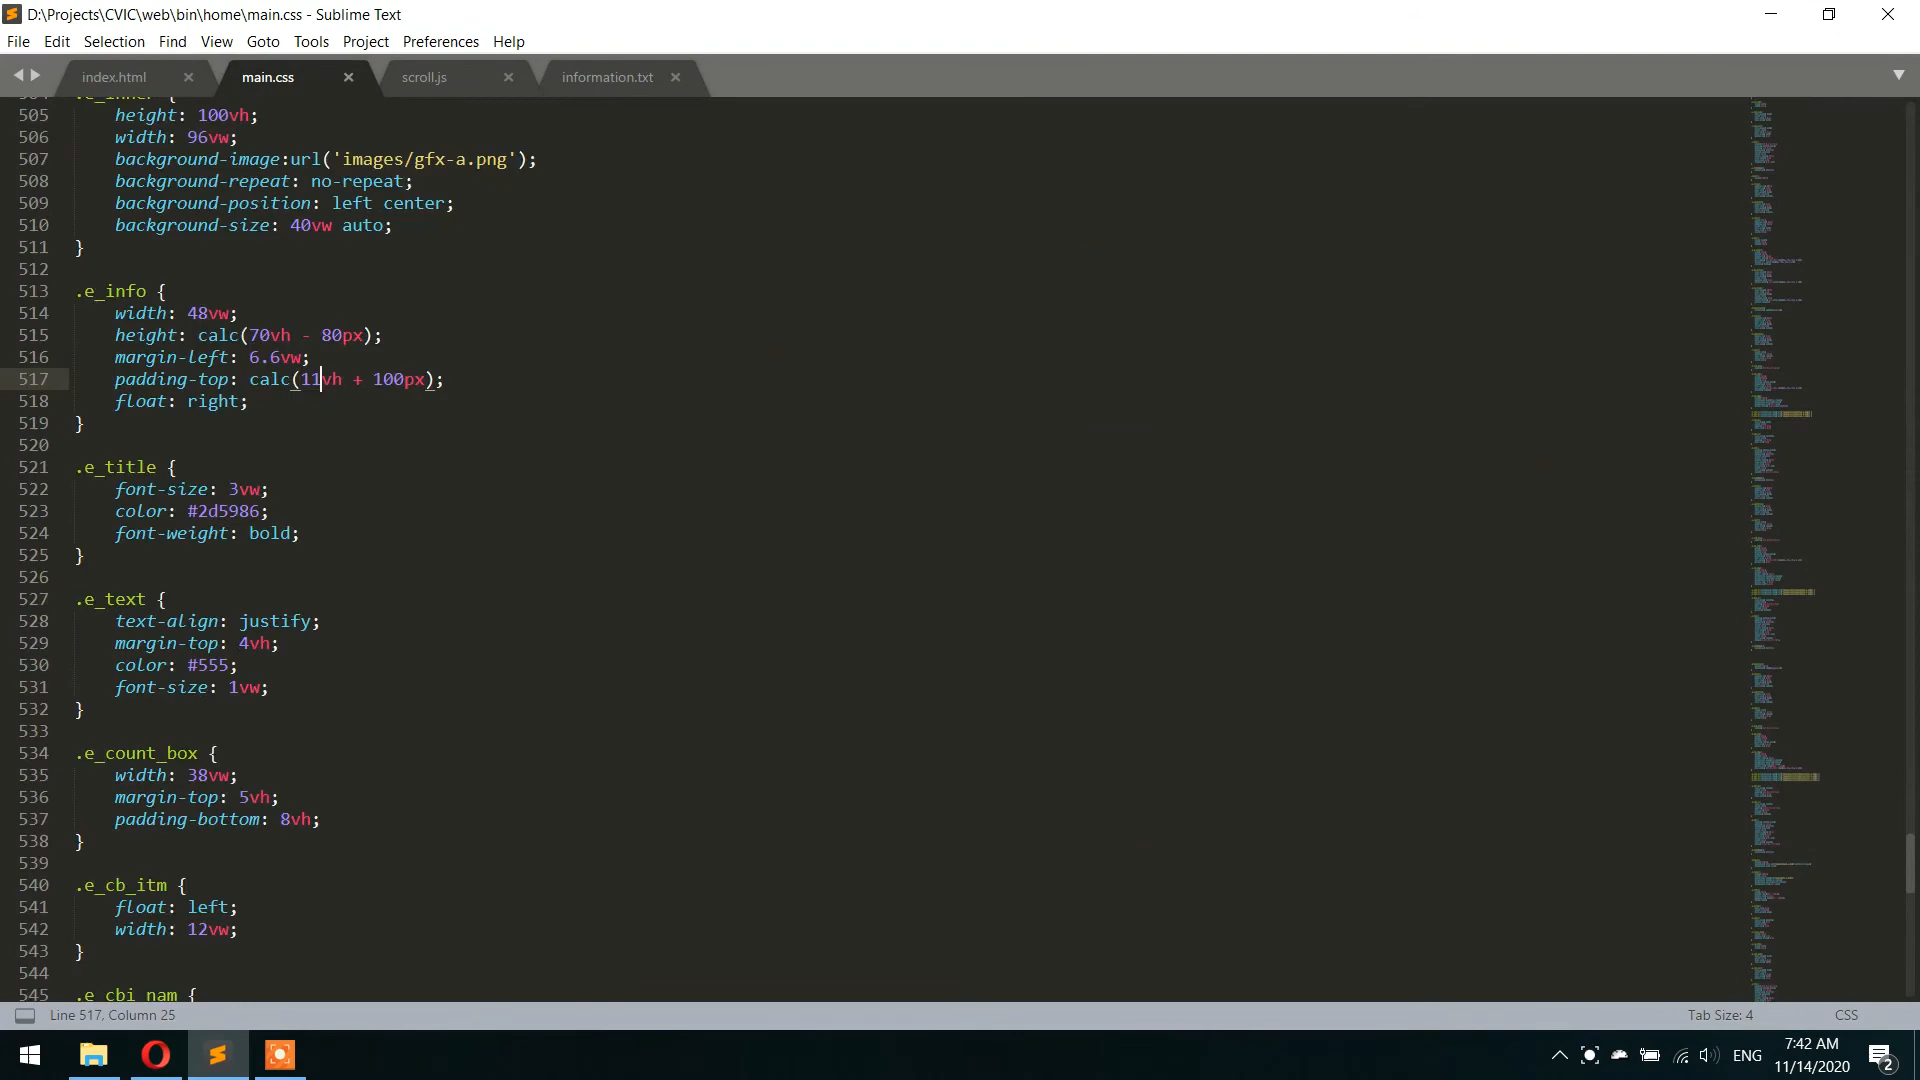 D:\Projects\CVIC\web\bin\home\main.css - Sublime Text
File Edit Selection Find View Goto Tools Project Preferences Help
index.html main.css scroll.js information.txt
505 height: 100vh;
506 width: 96vw;
507 background-image:url('images/gfx-a.png');
508 background-repeat: no-repeat;
509 background-position: left center;
510 background-size: 40vw auto;
511 }
512
513 .e_info {
514 width: 48vw;
515 height: calc(70vh - 80px);
516 margin-left: 6.6vw;
517 padding-top: calc(11vh + 100px);
518 float: right;
519 }
520
521 .e_title {
522 font-size: 3vw;
523 color: #2d5986;
524 font-weight: bold;
525 }
526
527 .e_text {
528 text-align: justify;
529 margin-top: 4vh;
530 color: #555;
531 font-size: 1vw;
532 }
533
534 .e_count_box {
535 width: 38vw;
536 margin-top: 5vh;
537 padding-bottom: 8vh;
538 }
539
540 .e_cb_itm {
541 float: left;
542 width: 12vw;
543 }
544
545 .e_cbi_nam {
Line 517, Column 25 Tab Size: 4 CSS
ENG 7:42 AM
11/14/2020 2